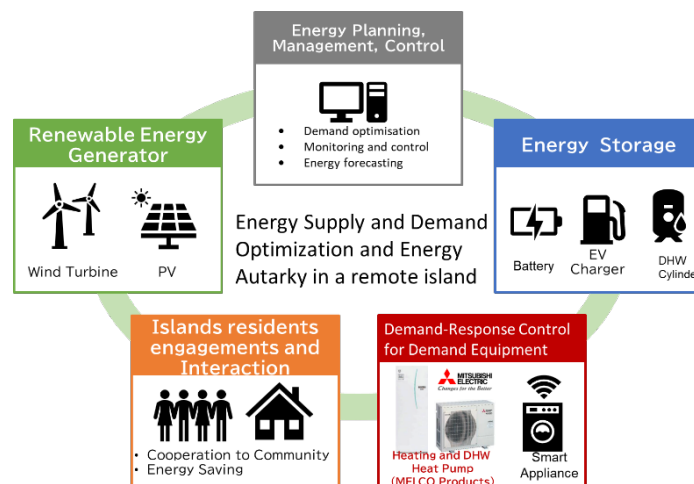 Energy Planning,
Management, Control
• Demand optimisation
• Monitoring and control
• Energy forecasting
Renewable Energy
Generator
Wind Turbine
PV
Energy Storage
Battery
EV
Charger
DHW
Cylinde
Energy Supply and Demand
Optimization and Energy
Autarky in a remote island
Islands residents
engagements and
Interaction
• Cooperation to Community
• Energy Saving
Demand-Response Control
for Demand Equipment
MITSUBISHI
ELECTRIC
Changes for the Better
Heating and DHW
Heat Pump
(MELCO Products)
Smart
Appliance